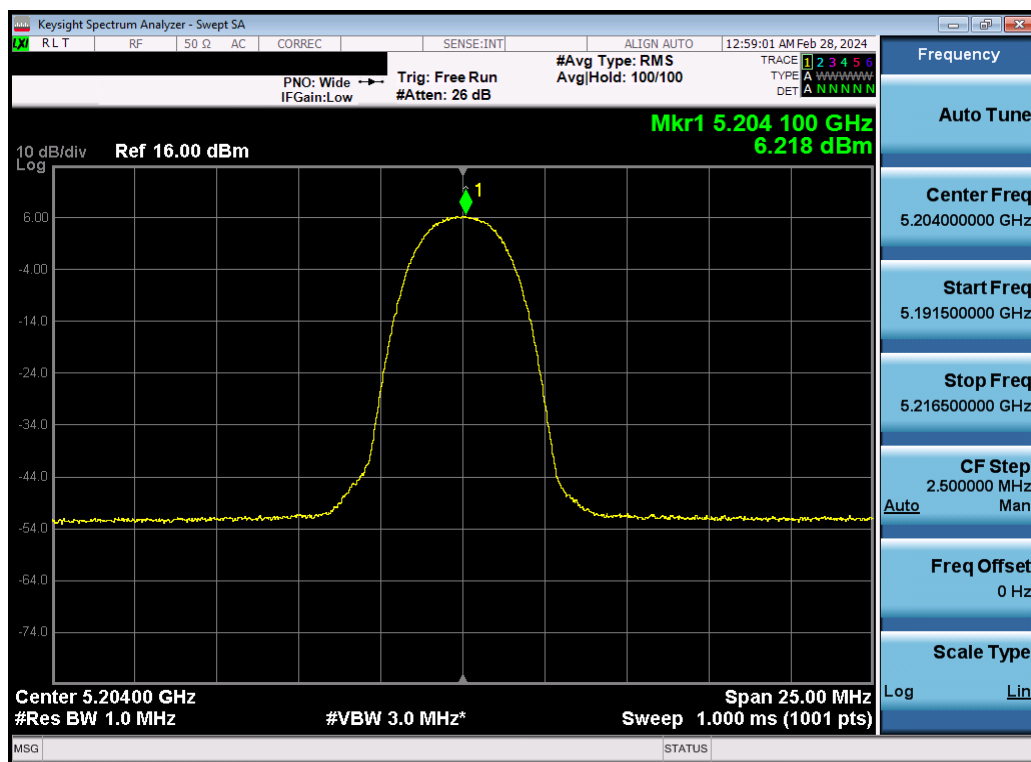 Keysight Spectrum Analyzer - Swept SA
LXI RLT RF 50 Ω AC CORREC SENSE:INT ALIGN AUTO 12:59:01 AM Feb 28, 2024
PNO: Wide
IFGain:Low
Trig: Free Run
#Atten: 26 dB
#Avg Type: RMS
Avg|Hold: 100/100
TRACE 1 2 3 4 5 6
TYPE A WWWWW
DET A N N N N N
Mkr1 5.204 100 GHz
6.218 dBm
10 dB/div Ref 16.00 dBm
Log
1
6.00
-4.00
-14.0
-24.0
-34.0
-44.0
-54.0
-64.0
-74.0
Center 5.20400 GHz Span 25.00 MHz
#Res BW 1.0 MHz #VBW 3.0 MHz* Sweep 1.000 ms (1001 pts)
MSG STATUS
Frequency
Auto Tune
Center Freq
5.204000000 GHz
Start Freq
5.191500000 GHz
Stop Freq
5.216500000 GHz
CF Step
2.500000 MHz
Auto Man
Freq Offset
0 Hz
Scale Type
Log Lin